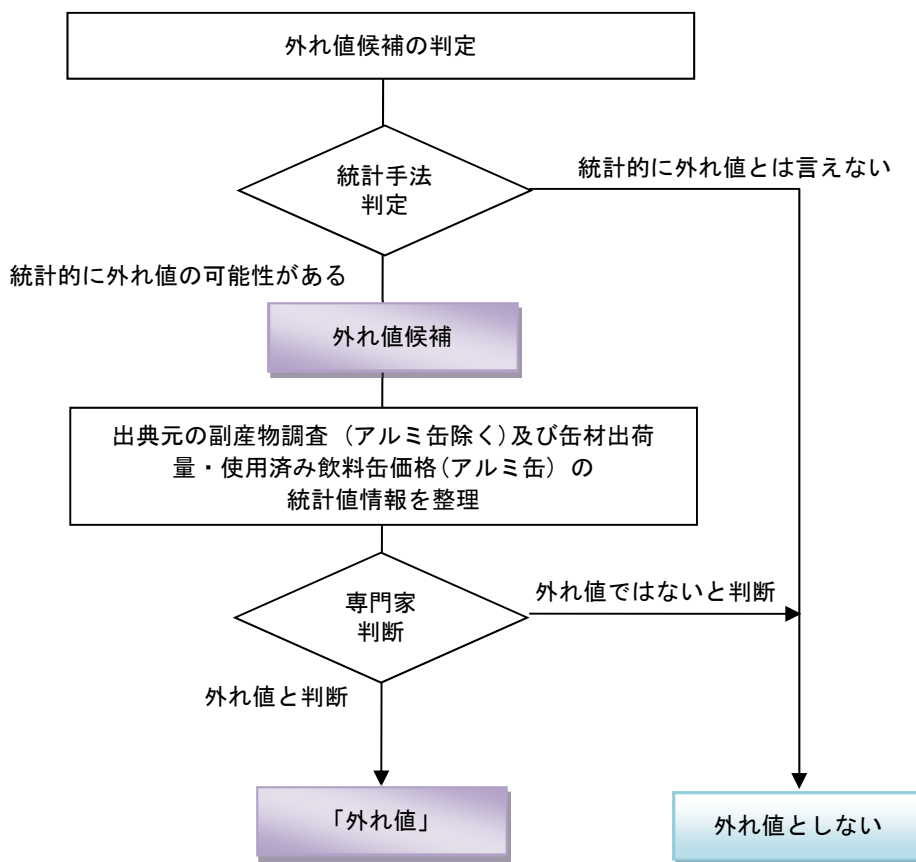 外れ値候補の判定
統計手法
判定
統計的に外れ値とは言えない
統計的に外れ値の可能性がある
外れ値候補
出典元の副産物調査（アルミ缶除く）及び缶材出荷
量・使用済み飲料缶価格（アルミ缶）の
統計値情報を整理
専門家
判断
外れ値ではないと判断
外れ値と判断
「外れ値」
外れ値としない